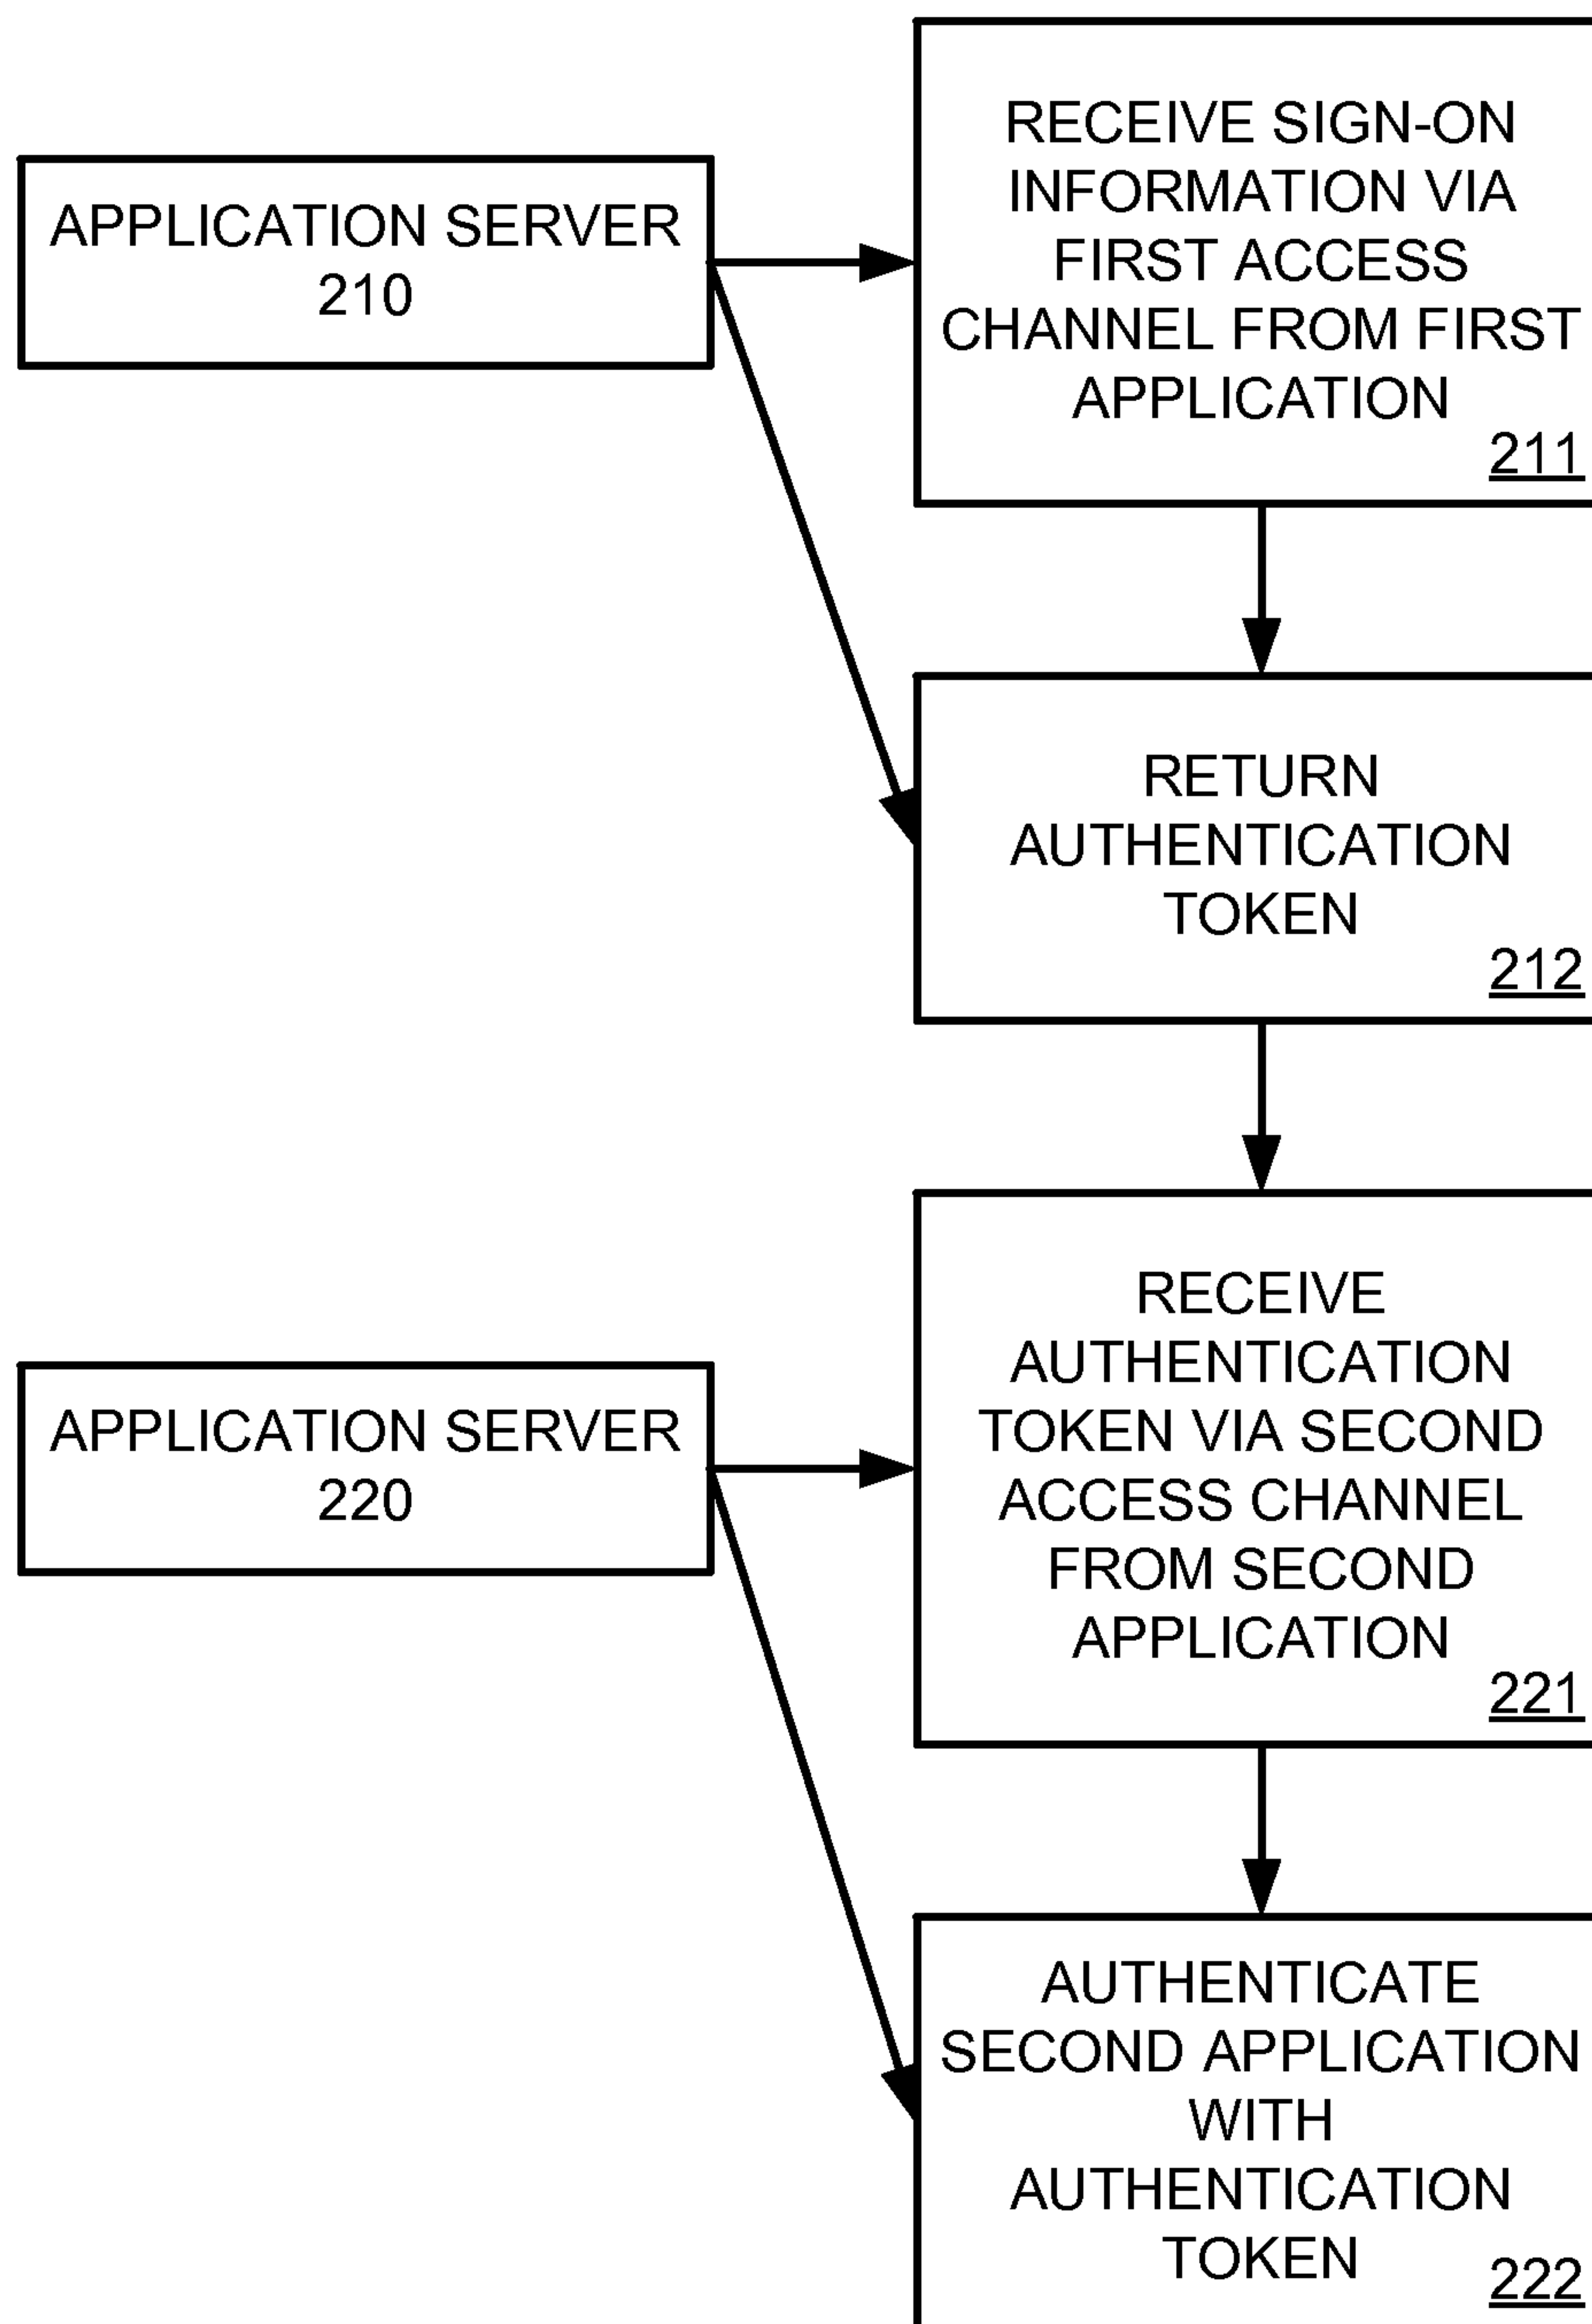 APPLICATION SERVER
210
RECEIVE SIGN-ON
INFORMATION VIA
FIRST ACCESS
CHANNEL FROM FIRST
APPLICATION
211
RETURN
AUTHENTICATION
TOKEN
212
APPLICATION SERVER
220
RECEIVE
AUTHENTICATION
TOKEN VIA SECOND
ACCESS CHANNEL
FROM SECOND
APPLICATION
221
AUTHENTICATE
SECOND APPLICATION
WITH
AUTHENTICATION
TOKEN
222